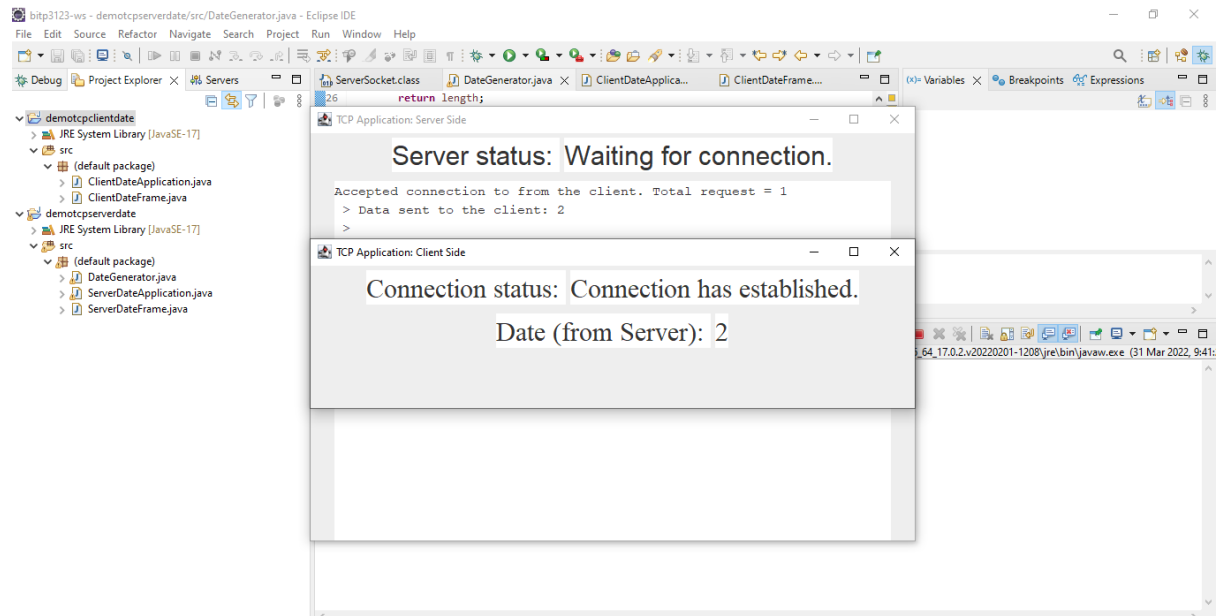 bitp3123-ws - demotcpserverdate/src/DateGenerator.java - Eclipse IDE
File Edit Source Refactor Navigate Search Project Run Window Help
Debug Project Explorer Servers
ServerSocket.class DateGenerator.java ClientDateApplica... ClientDateFrame....
(x)= Variables Breakpoints Expressions
26 return length;
demotcpclientdate
JRE System Library [JavaSE-17]
src
(default package)
ClientDateApplication.java
ClientDateFrame.java
demotcpserverdate
JRE System Library [JavaSE-17]
src
(default package)
DateGenerator.java
ServerDateApplication.java
ServerDateFrame.java
TCP Application: Server Side
Server status: Waiting for connection.
Accepted connection to from the client. Total request = 1
> Data sent to the client: 2
>
TCP Application: Client Side
Connection status: Connection has established.
Date (from Server): 2
_64_17.0.2.v20220201-1208\jre\bin\javaw.exe (31 Mar 2022, 9:41: